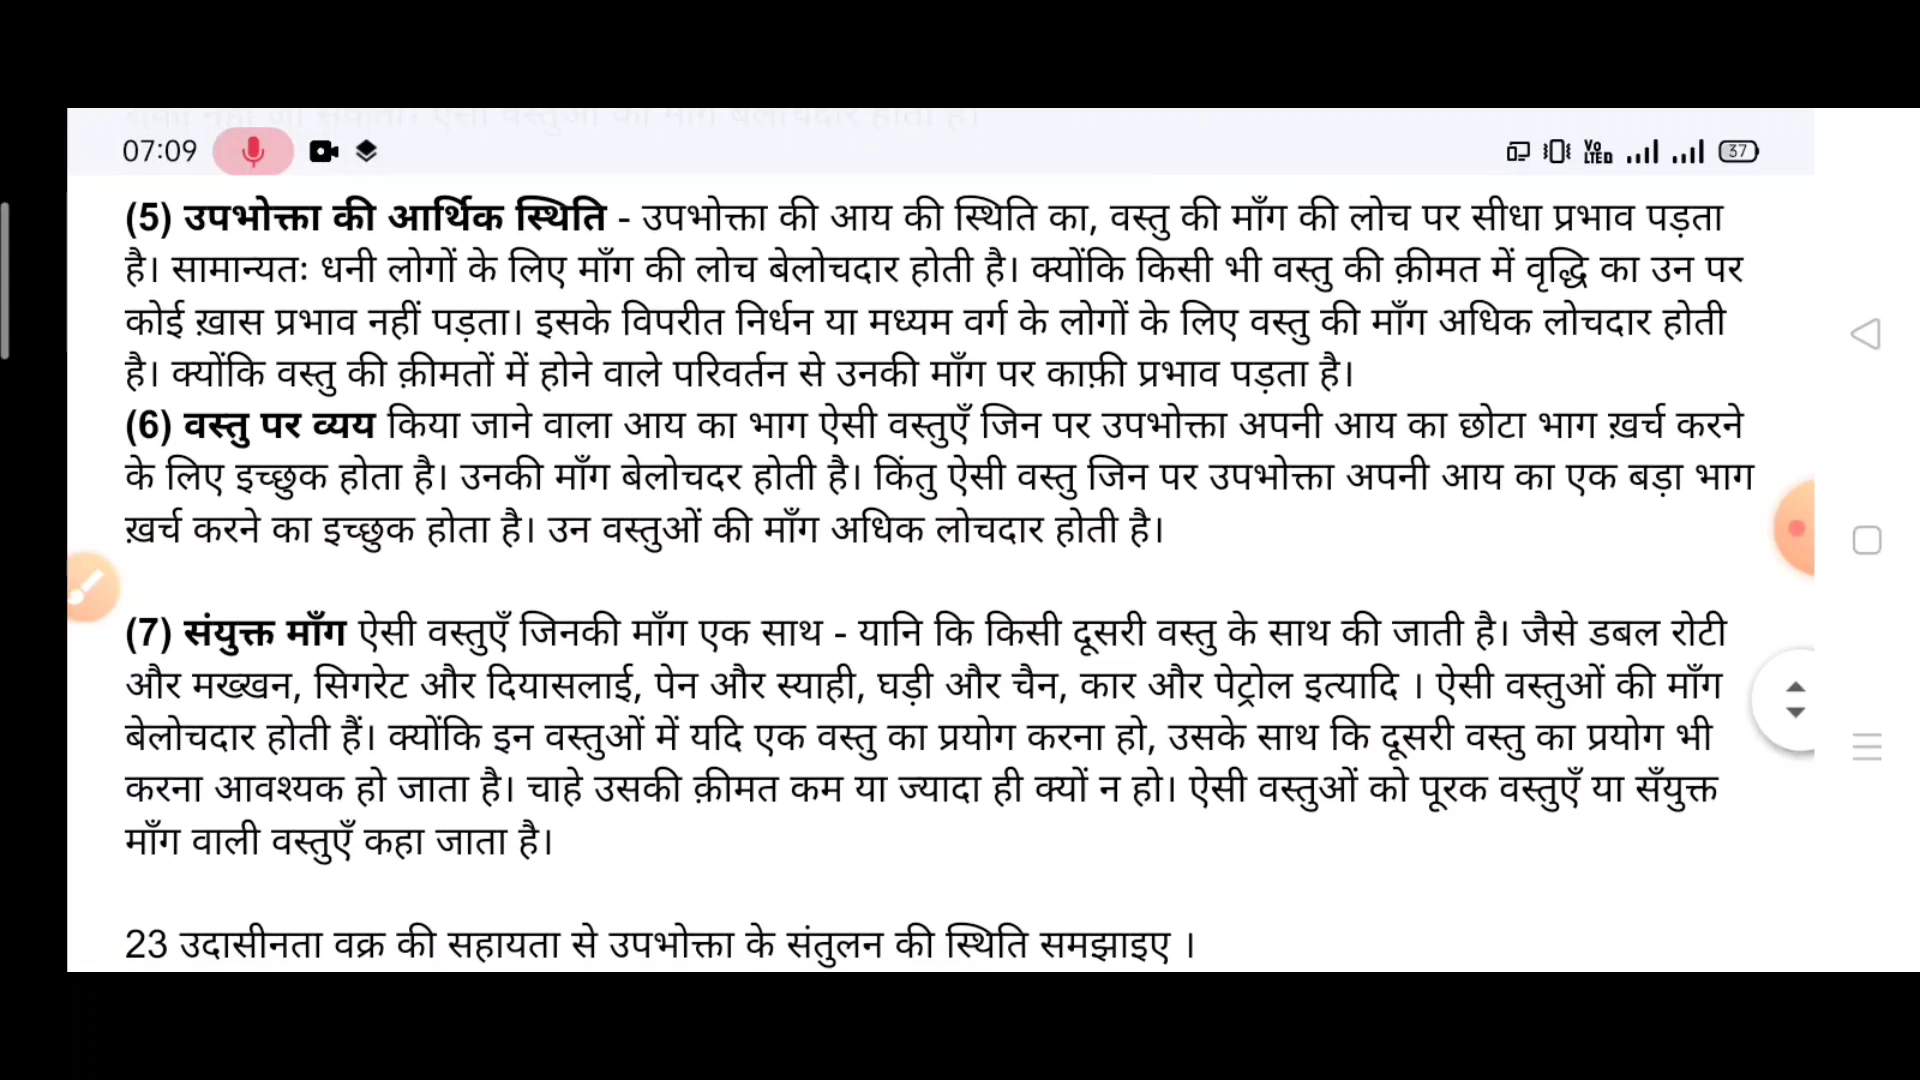 07:09
Vo LTED
37
(5) उपभोक्ता की आर्थिक स्थिति - उपभोक्ता की आय की स्थिति का, वस्तु की माँग की लोच पर सीधा प्रभाव पड़ता
है। सामान्यतः धनी लोगों के लिए माँग की लोच बेलोचदार होती है। क्योंकि किसी भी वस्तु की क़ीमत में वृद्धि का उन पर
कोई ख़ास प्रभाव नहीं पड़ता। इसके विपरीत निर्धन या मध्यम वर्ग के लोगों के लिए वस्तु की माँग अधिक लोचदार होती
है। क्योंकि वस्तु की क़ीमतों में होने वाले परिवर्तन से उनकी माँग पर काफ़ी प्रभाव पड़ता है।
(6) वस्तु पर व्यय किया जाने वाला आय का भाग ऐसी वस्तुएँ जिन पर उपभोक्ता अपनी आय का छोटा भाग ख़र्च करने
के लिए इच्छुक होता है। उनकी माँग बेलोचदर होती है। किंतु ऐसी वस्तु जिन पर उपभोक्ता अपनी आय का एक बड़ा भाग
ख़र्च करने का इच्छुक होता है। उन वस्तुओं की माँग अधिक लोचदार होती है।
(7) संयुक्त माँग ऐसी वस्तुएँ जिनकी माँग एक साथ - यानि कि किसी दूसरी वस्तु के साथ की जाती है। जैसे डबल रोटी
और मख्खन, सिगरेट और दियासलाई, पेन और स्याही, घड़ी और चैन, कार और पेट्रोल इत्यादि । ऐसी वस्तुओं की माँग
बेलोचदार होती हैं। क्योंकि इन वस्तुओं में यदि एक वस्तु का प्रयोग करना हो, उसके साथ कि दूसरी वस्तु का प्रयोग भी
करना आवश्यक हो जाता है। चाहे उसकी क़ीमत कम या ज्यादा ही क्यों न हो। ऐसी वस्तुओं को पूरक वस्तुएँ या सँयुक्त
माँग वाली वस्तुएँ कहा जाता है।
23 उदासीनता वक्र की सहायता से उपभोक्ता के संतुलन की स्थिति समझाइए ।